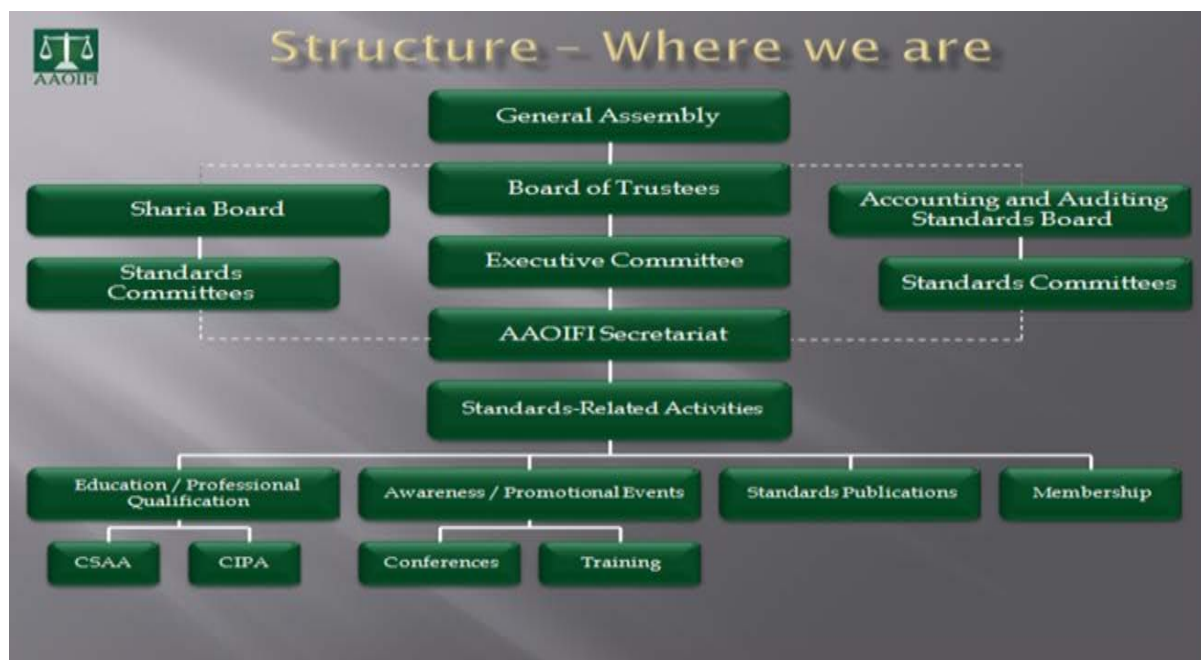 AAOIFI
Structure – Where we are
General Assembly
Board of Trustees
Sharia Board
Accounting and Auditing
Standards Board
Executive Committee
Standards
Committees
Standards Committees
AAOIFI Secretariat
Standards-Related Activities
Education / Professional
Qualification
Awareness / Promotional Events
Standards Publications
Membership
CSAA
CIPA
Conferences
Training